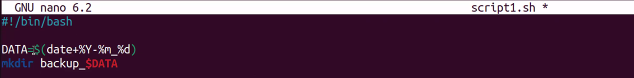 GNU nano 6.2 script1.sh *
#!/bin/bash
DATA=$(date+%Y-%m_%d)
mkdir backup_$DATA